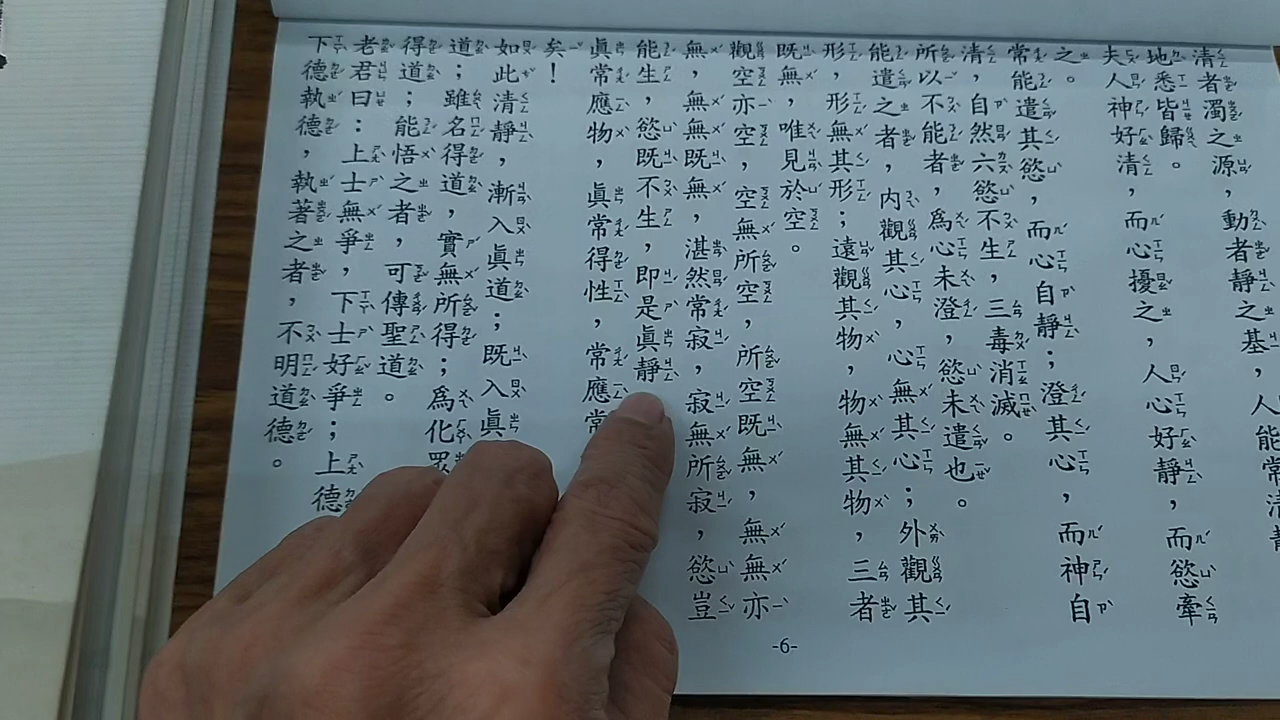 清者濁之源，動者靜之基，人能常清靜
地悉皆歸。
夫人神好清，而心擾之，人心好靜，而慾牽
之。
常能遣其慾，而心自靜；澄其心，而神自
清，自然六慾不生，三毒消滅。
所以不能者，為心未澄，慾未遣也。
能遣之者，內觀其心，心無其心；外觀其
形，形無其形；遠觀其物，物無其物，三者
既無，唯見於空。
觀空亦空，空無所空，所空既無，無無亦
無，無無既無，湛然常寂，寂無所寂，慾豈
能生，慾既不生，即是眞靜
眞常應物，眞常得性，常應常
矣！
如此清靜，漸入眞道；既入眞
道；雖名得道，實無所得；為化眾
得道；能悟之者，可傳聖道。
老君曰：上士無爭，下士好爭；上德
下德執德，執著之者，不明道德。
-6-